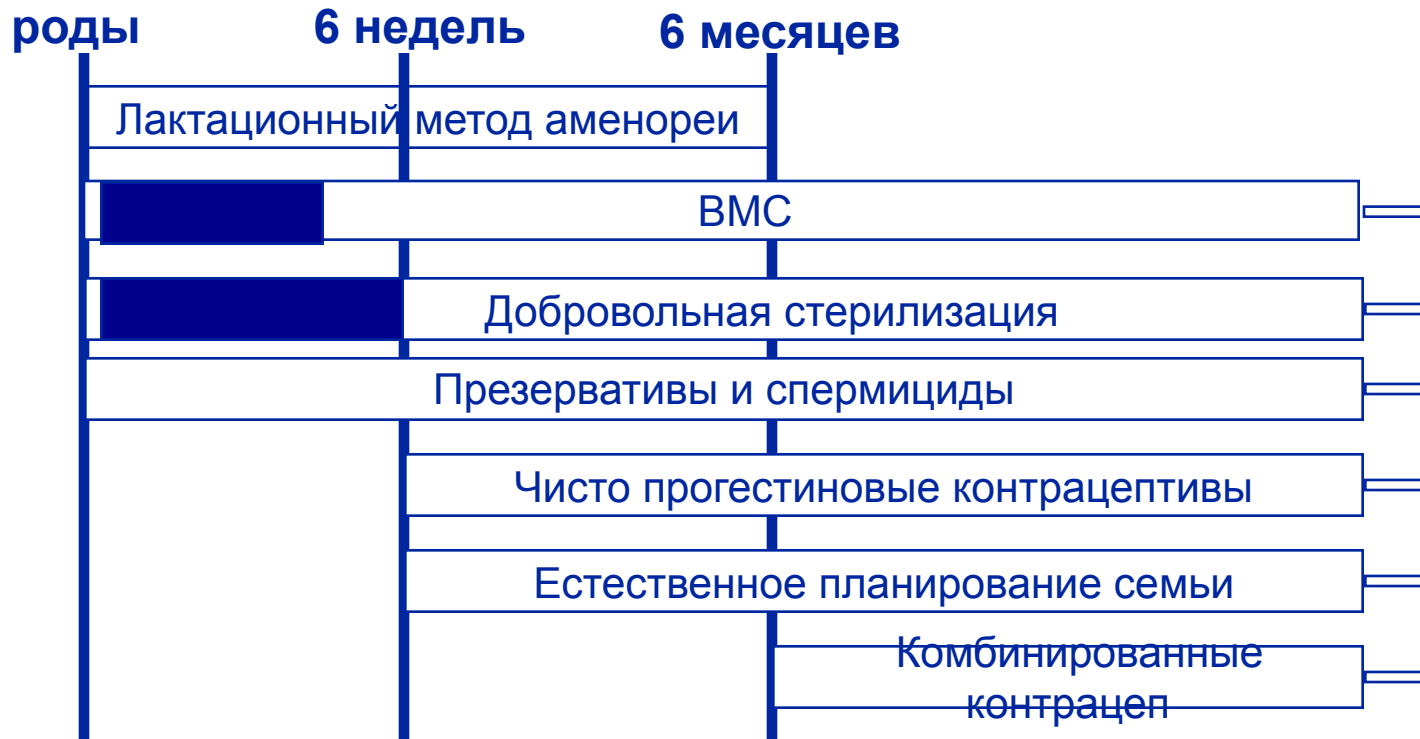 роды 6 недель 6 месяцев
Лактационный метод аменореи
ВМС
Добровольная стерилизация
Презервативы и спермициды
Чисто прогестиновые контрацептивы
Естественное планирование семьи
Комбинированные
контрацеп